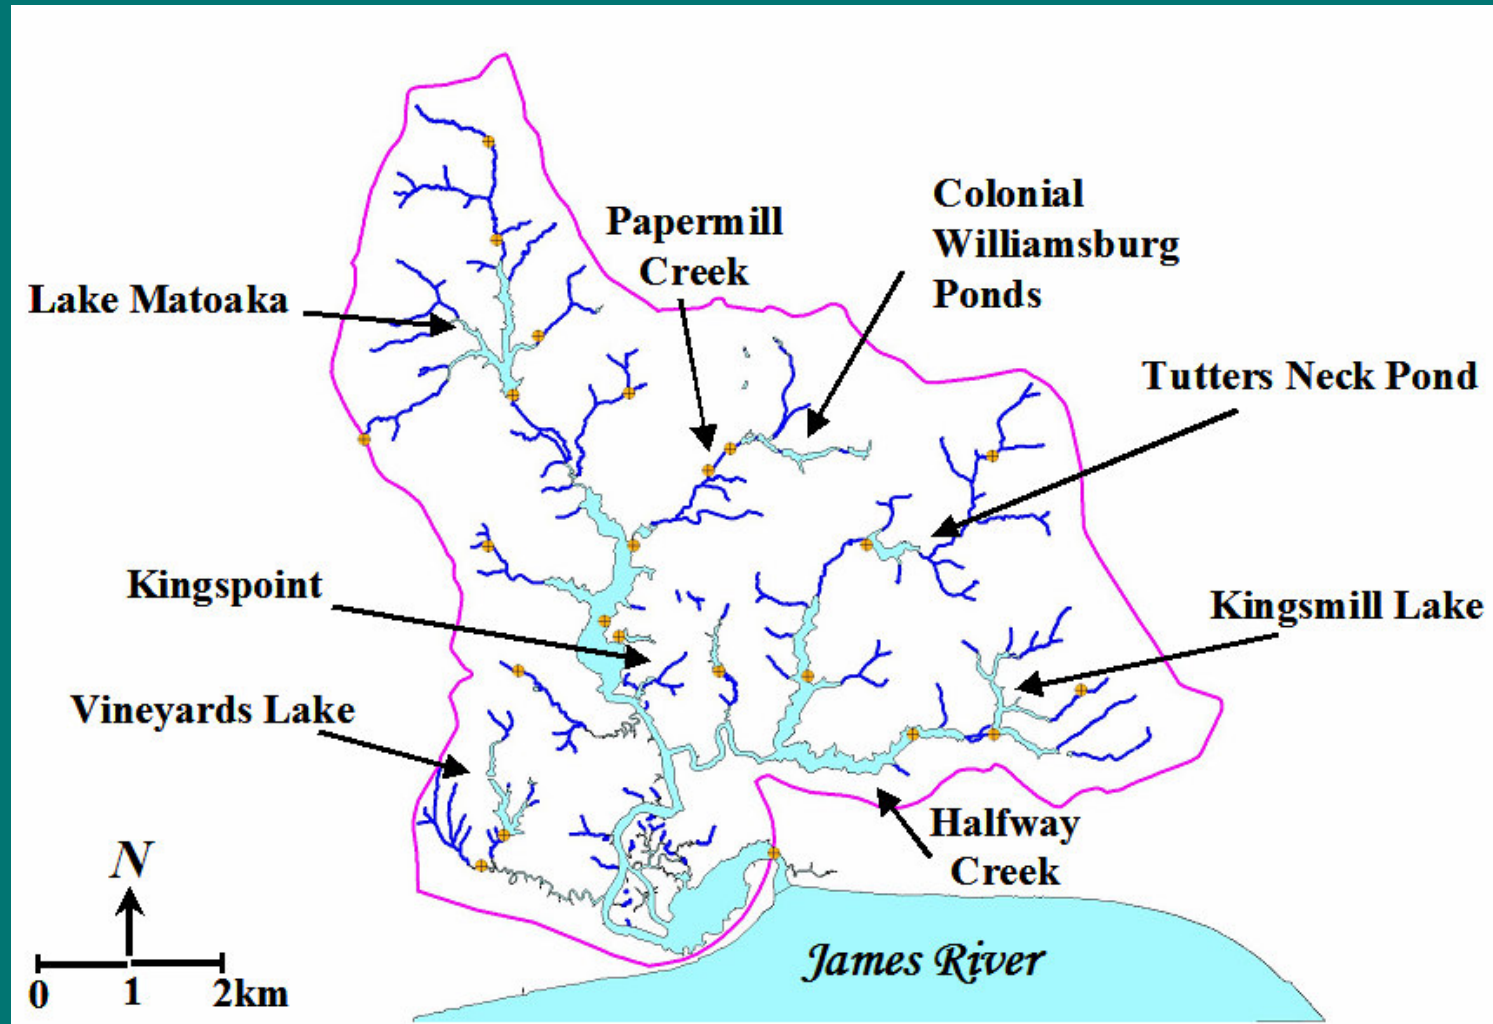 Colonial
Williamsburg
Ponds
Papermill
Creek
Lake Matoaka
Tutters Neck Pond
Kingspoint
Kingsmill Lake
Vineyards Lake
Halfway
Creek
N
James River
0 1 2km